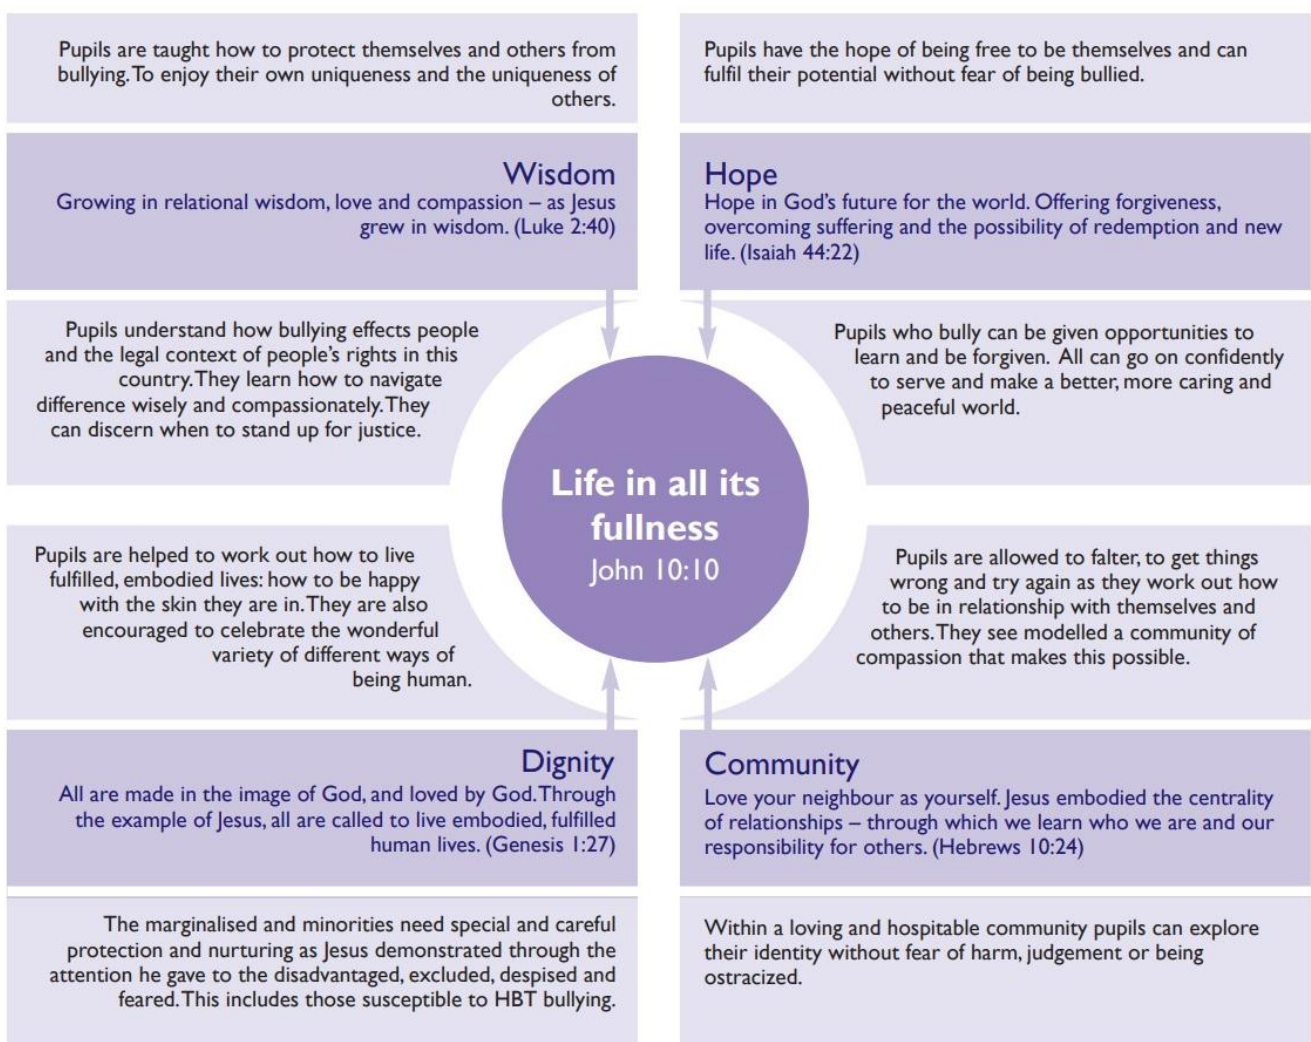 Pupils are taught how to protect themselves and others from
bullying. To enjoy their own uniqueness and the uniqueness of
others.
Wisdom
Growing in relational wisdom, love and compassion – as Jesus
grew in wisdom. (Luke 2:40)
Pupils understand how bullying effects people
and the legal context of people's rights in this
country. They learn how to navigate
difference wisely and compassionately. They
can discern when to stand up for justice.
Pupils have the hope of being free to be themselves and can
fulfil their potential without fear of being bullied.
Hope
Hope in God's future for the world. Offering forgiveness,
overcoming suffering and the possibility of redemption and new
life. (Isaiah 44:22)
Pupils who bully can be given opportunities to
learn and be forgiven. All can go on confidently
to serve and make a better, more caring and
peaceful world.
Life in all its
fullness
John 10:10
Pupils are helped to work out how to live
fulfilled, embodied lives: how to be happy
with the skin they are in. They are also
encouraged to celebrate the wonderful
variety of different ways of
being human.
Dignity
All are made in the image of God, and loved by God. Through
the example of Jesus, all are called to live embodied, fulfilled
human lives. (Genesis 1:27)
The marginalised and minorities need special and careful
protection and nurturing as Jesus demonstrated through the
attention he gave to the disadvantaged, excluded, despised and
feared. This includes those susceptible to HBT bullying.
Pupils are allowed to falter, to get things
wrong and try again as they work out how
to be in relationship with themselves and
others. They see modelled a community of
compassion that makes this possible.
Community
Love your neighbour as yourself. Jesus embodied the centrality
of relationships – through which we learn who we are and our
responsibility for others. (Hebrews 10:24)
Within a loving and hospitable community pupils can explore
their identity without fear of harm, judgement or being
ostracized.